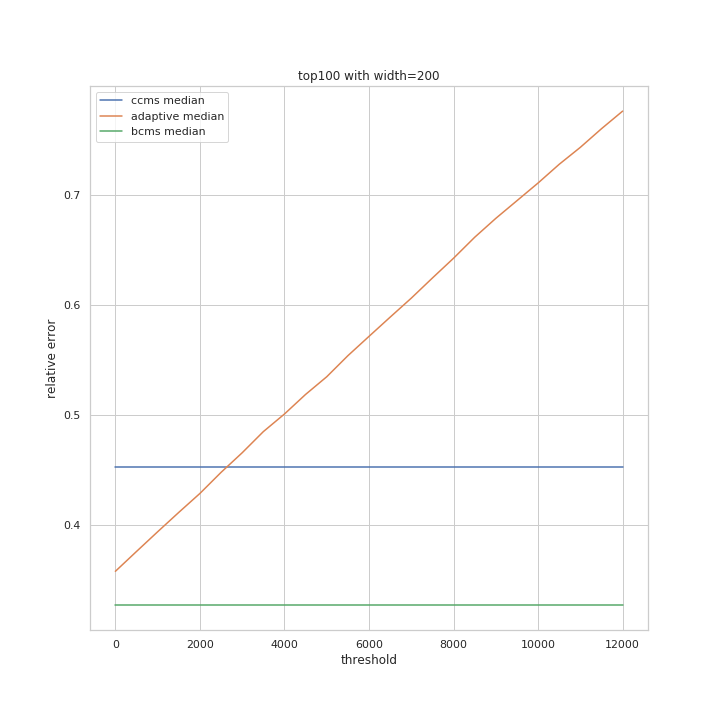 top100 with width=200
ccms median
adaptive median
bcms median
0.7
0.6
0.5
0.4
relative error
0 2000 4000 6000 8000 10000 12000
threshold